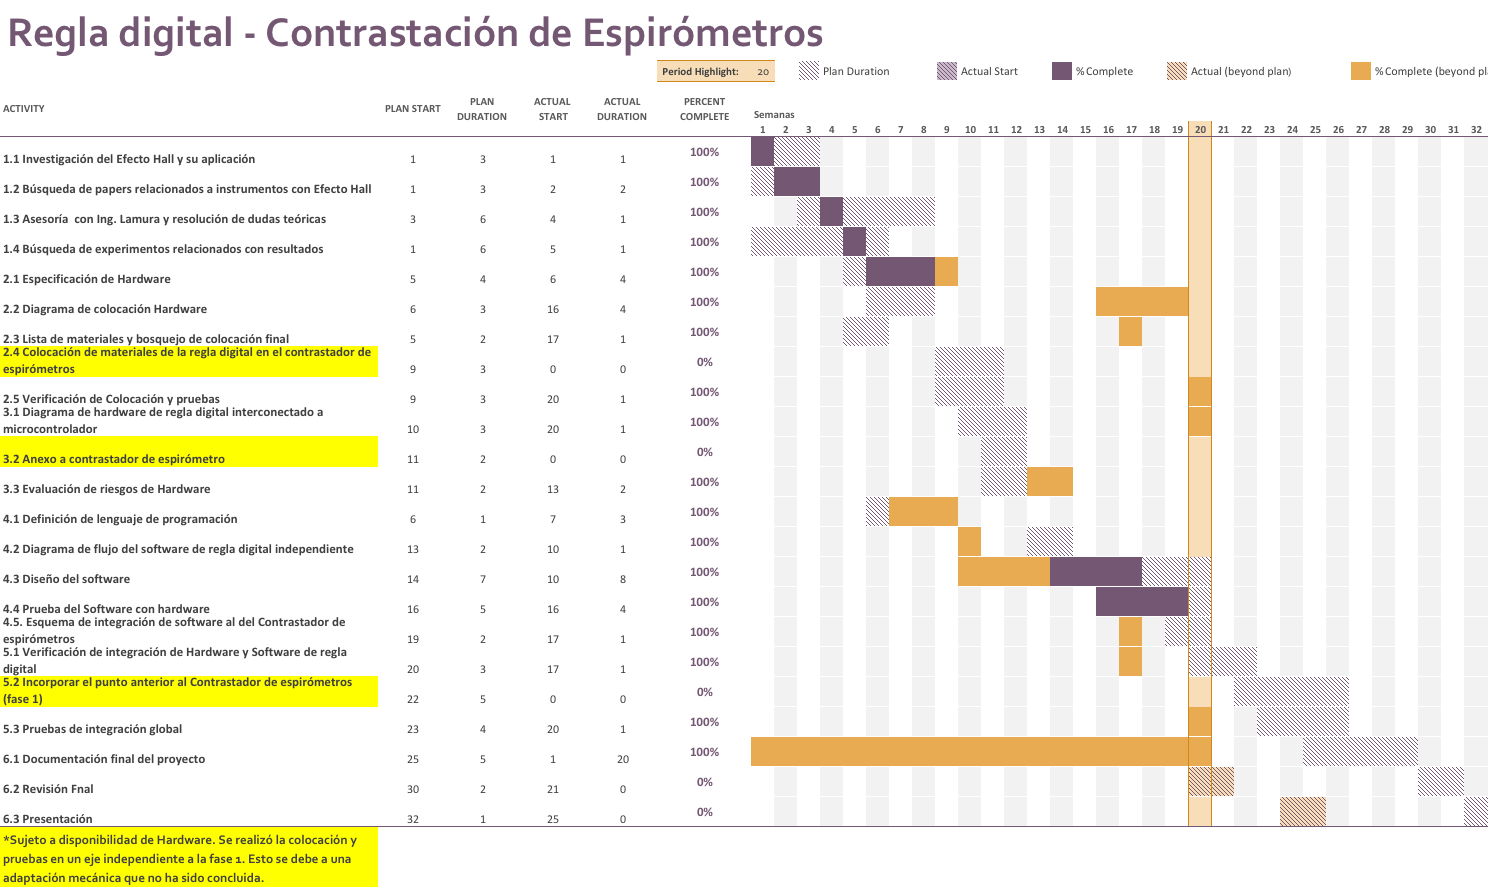 Regla digital - Contrastación de Espirómetros
Period Highlight: 20 Plan Duration Actual Start % Complete Actual (beyond plan) % Complete (beyond pl
ACTIVITY PLAN START PLAN DURATION ACTUAL START ACTUAL DURATION PERCENT COMPLETE Semanas
1 2 3 4 5 6 7 8 9 10 11 12 13 14 15 16 17 18 19 20 21 22 23 24 25 26 27 28 29 30 31 32
1.1 Investigación del Efecto Hall y su aplicación 1 3 1 1 100%
1.2 Búsqueda de papers relacionados a instrumentos con Efecto Hall 1 3 2 2 100%
1.3 Asesoría  con Ing. Lamura y resolución de dudas teóricas 3 6 4 1 100%
1.4 Búsqueda de experimentos relacionados con resultados 1 6 5 1 100%
2.1 Especificación de Hardware 5 4 6 4 100%
2.2 Diagrama de colocación Hardware 6 3 16 4 100%
2.3 Lista de materiales y bosquejo de colocación final 5 2 17 1 100%
2.4 Colocación de materiales de la regla digital en el contrastador de
espirómetros 9 3 0 0 0%
2.5 Verificación de Colocación y pruebas 9 3 20 1 100%
3.1 Diagrama de hardware de regla digital interconectado a
microcontrolador 10 3 20 1 100%
3.2 Anexo a contrastador de espirómetro 11 2 0 0 0%
3.3 Evaluación de riesgos de Hardware 11 2 13 2 100%
4.1 Definición de lenguaje de programación 6 1 7 3 100%
4.2 Diagrama de flujo del software de regla digital independiente 13 2 10 1 100%
4.3 Diseño del software 14 7 10 8 100%
4.4 Prueba del Software con hardware 16 5 16 4 100%
4.5. Esquema de integración de software al del Contrastador de
espirómetros 19 2 17 1 100%
5.1 Verificación de integración de Hardware y Software de regla
digital 20 3 17 1 100%
5.2 Incorporar el punto anterior al Contrastador de espirómetros
(fase 1) 22 5 0 0 0%
5.3 Pruebas de integración global 23 4 20 1 100%
6.1 Documentación final del proyecto 25 5 1 20 100%
6.2 Revisión Fnal 30 2 21 0 0%
6.3 Presentación 32 1 25 0 0%
*Sujeto a disponibilidad de Hardware. Se realizó la colocación y
pruebas en un eje independiente a la fase 1. Esto se debe a una
adaptación mecánica que no ha sido concluida.